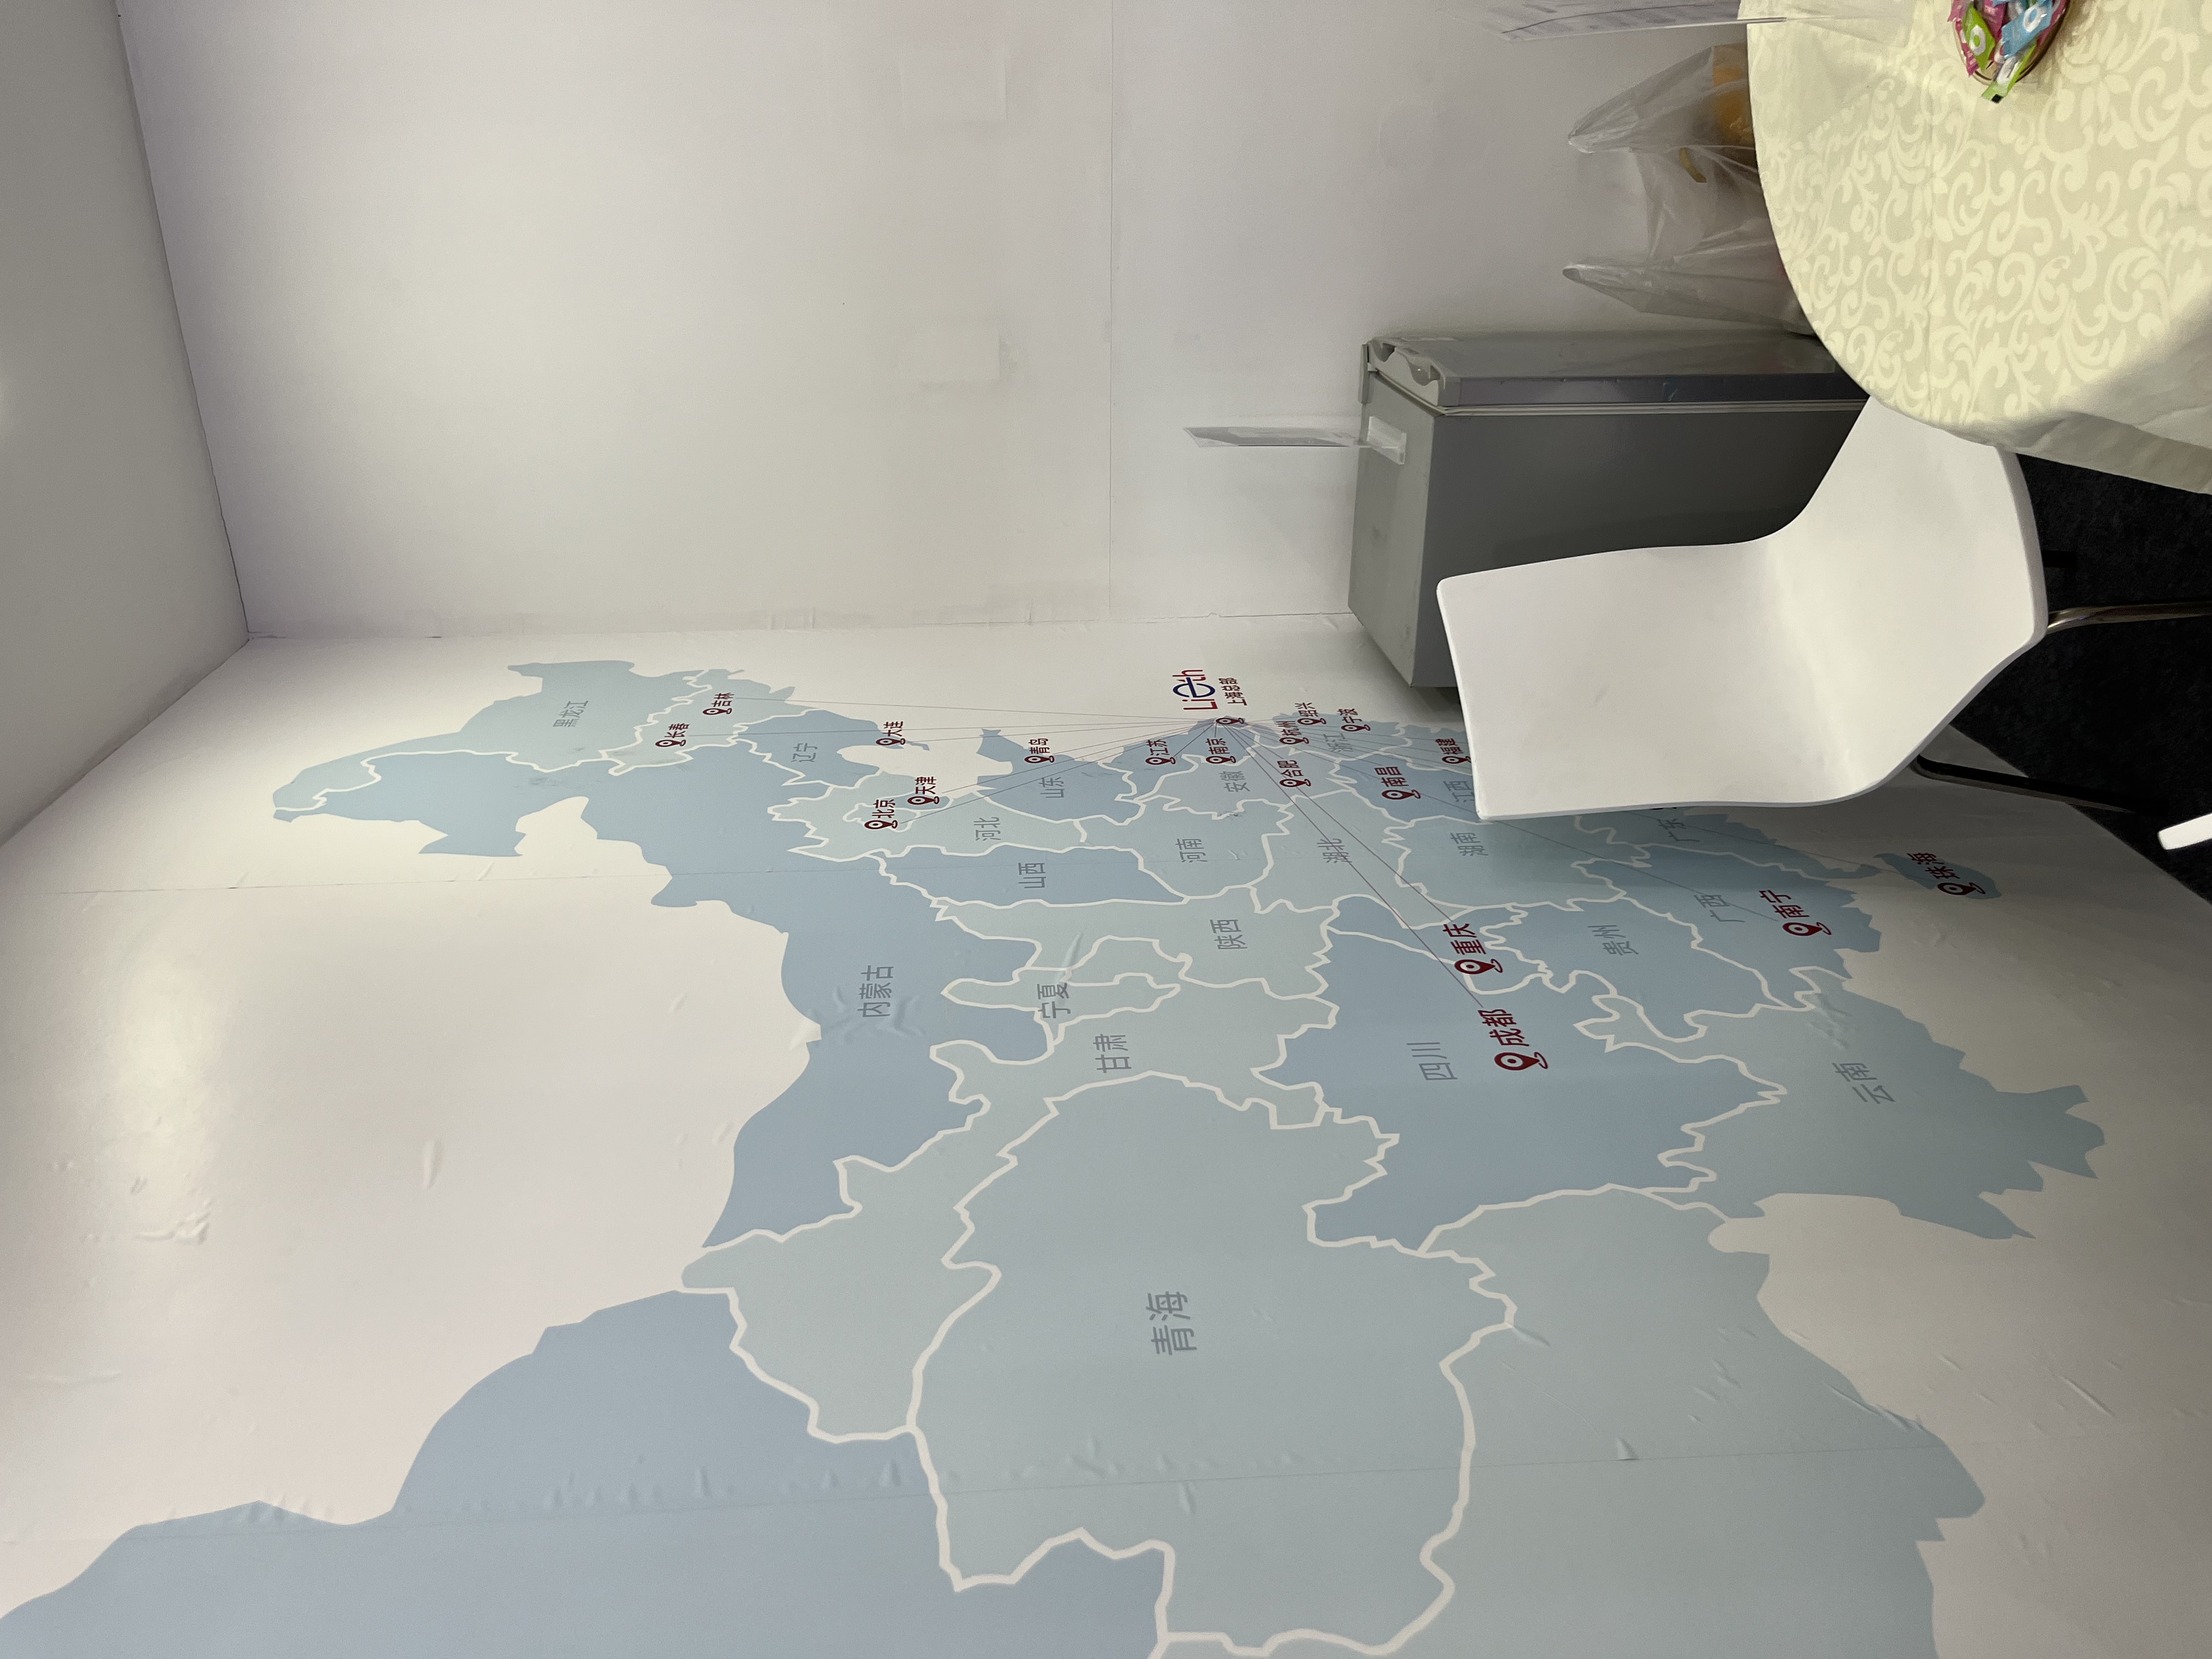 黑龙江
长春
吉林
辽宁
内蒙古
北京
大连
天津
河北
山西
宁夏
山东
青岛
甘肃
青海
江苏
Lieth
上海总部
河南
陕西
安徽
南京
合肥
杭州
绍兴
湖北
浙江
宁波
南昌
四川
重庆
湖南
江西
福建
成都
贵州
广东
广西
南宁
云南
珠海